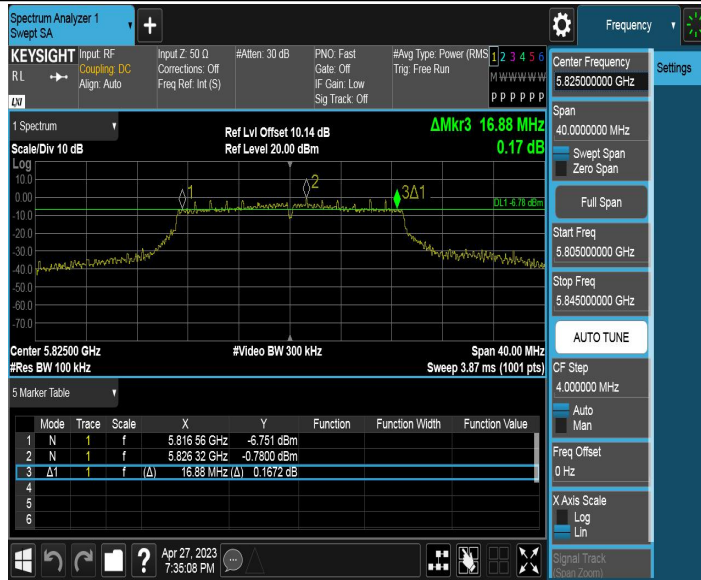 Spectrum Analyzer 1
Swept SA
+
Frequency
KEYSIGHT
Input: RF
Coupling: DC
Align: Auto
Input Z: 50 Ω
Corrections: Off
Freq Ref: Int (S)
#Atten: 30 dB
PNO: Fast
Gate: Off
IF Gain: Low
Sig Track: Off
#Avg Type: Power (RMS
Trig: Free Run
1 2 3 4 5 6
M W W W W W
P P P P P P
R L
LXI
1 Spectrum
Scale/Div 10 dB
Ref Lvl Offset 10.14 dB
Ref Level 20.00 dBm
ΔMkr3 16.88 MHz
0.17 dB
Log
10.0
0.00
-10.0
-20.0
-30.0
-40.0
-50.0
-60.0
-70.0
1
2
3Δ1
DL1 -6.78 dBm
Center 5.82500 GHz
#Video BW 300 kHz
Span 40.00 MHz
#Res BW 100 kHz
Sweep 3.87 ms (1001 pts)
5 Marker Table
Mode Trace Scale X Y Function Function Width Function Value
1 N 1 f 5.816 56 GHz -6.751 dBm
2 N 1 f 5.826 32 GHz -0.7800 dBm
3 Δ1 1 f (Δ) 16.88 MHz (Δ) 0.1672 dB
4
5
6
Apr 27, 2023
7:35:08 PM
?
Center Frequency
5.825000000 GHz
Settings
Span
40.0000000 MHz
Swept Span
Zero Span
Full Span
Start Freq
5.805000000 GHz
Stop Freq
5.845000000 GHz
AUTO TUNE
CF Step
4.000000 MHz
Auto
Man
Freq Offset
0 Hz
X Axis Scale
Log
Lin
Signal Track
(Span Zoom)